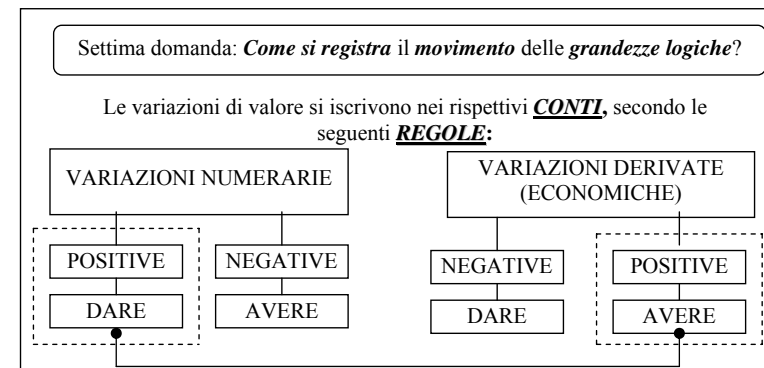 Settima domanda: Come si registra il movimento delle grandezze logiche?
Le variazioni di valore si iscrivono nei rispettivi CONTI, secondo le
seguenti REGOLE:
VARIAZIONI NUMERARIE
VARIAZIONI DERIVATE
(ECONOMICHE)
POSITIVE
NEGATIVE
NEGATIVE
POSITIVE
DARE
AVERE
DARE
AVERE